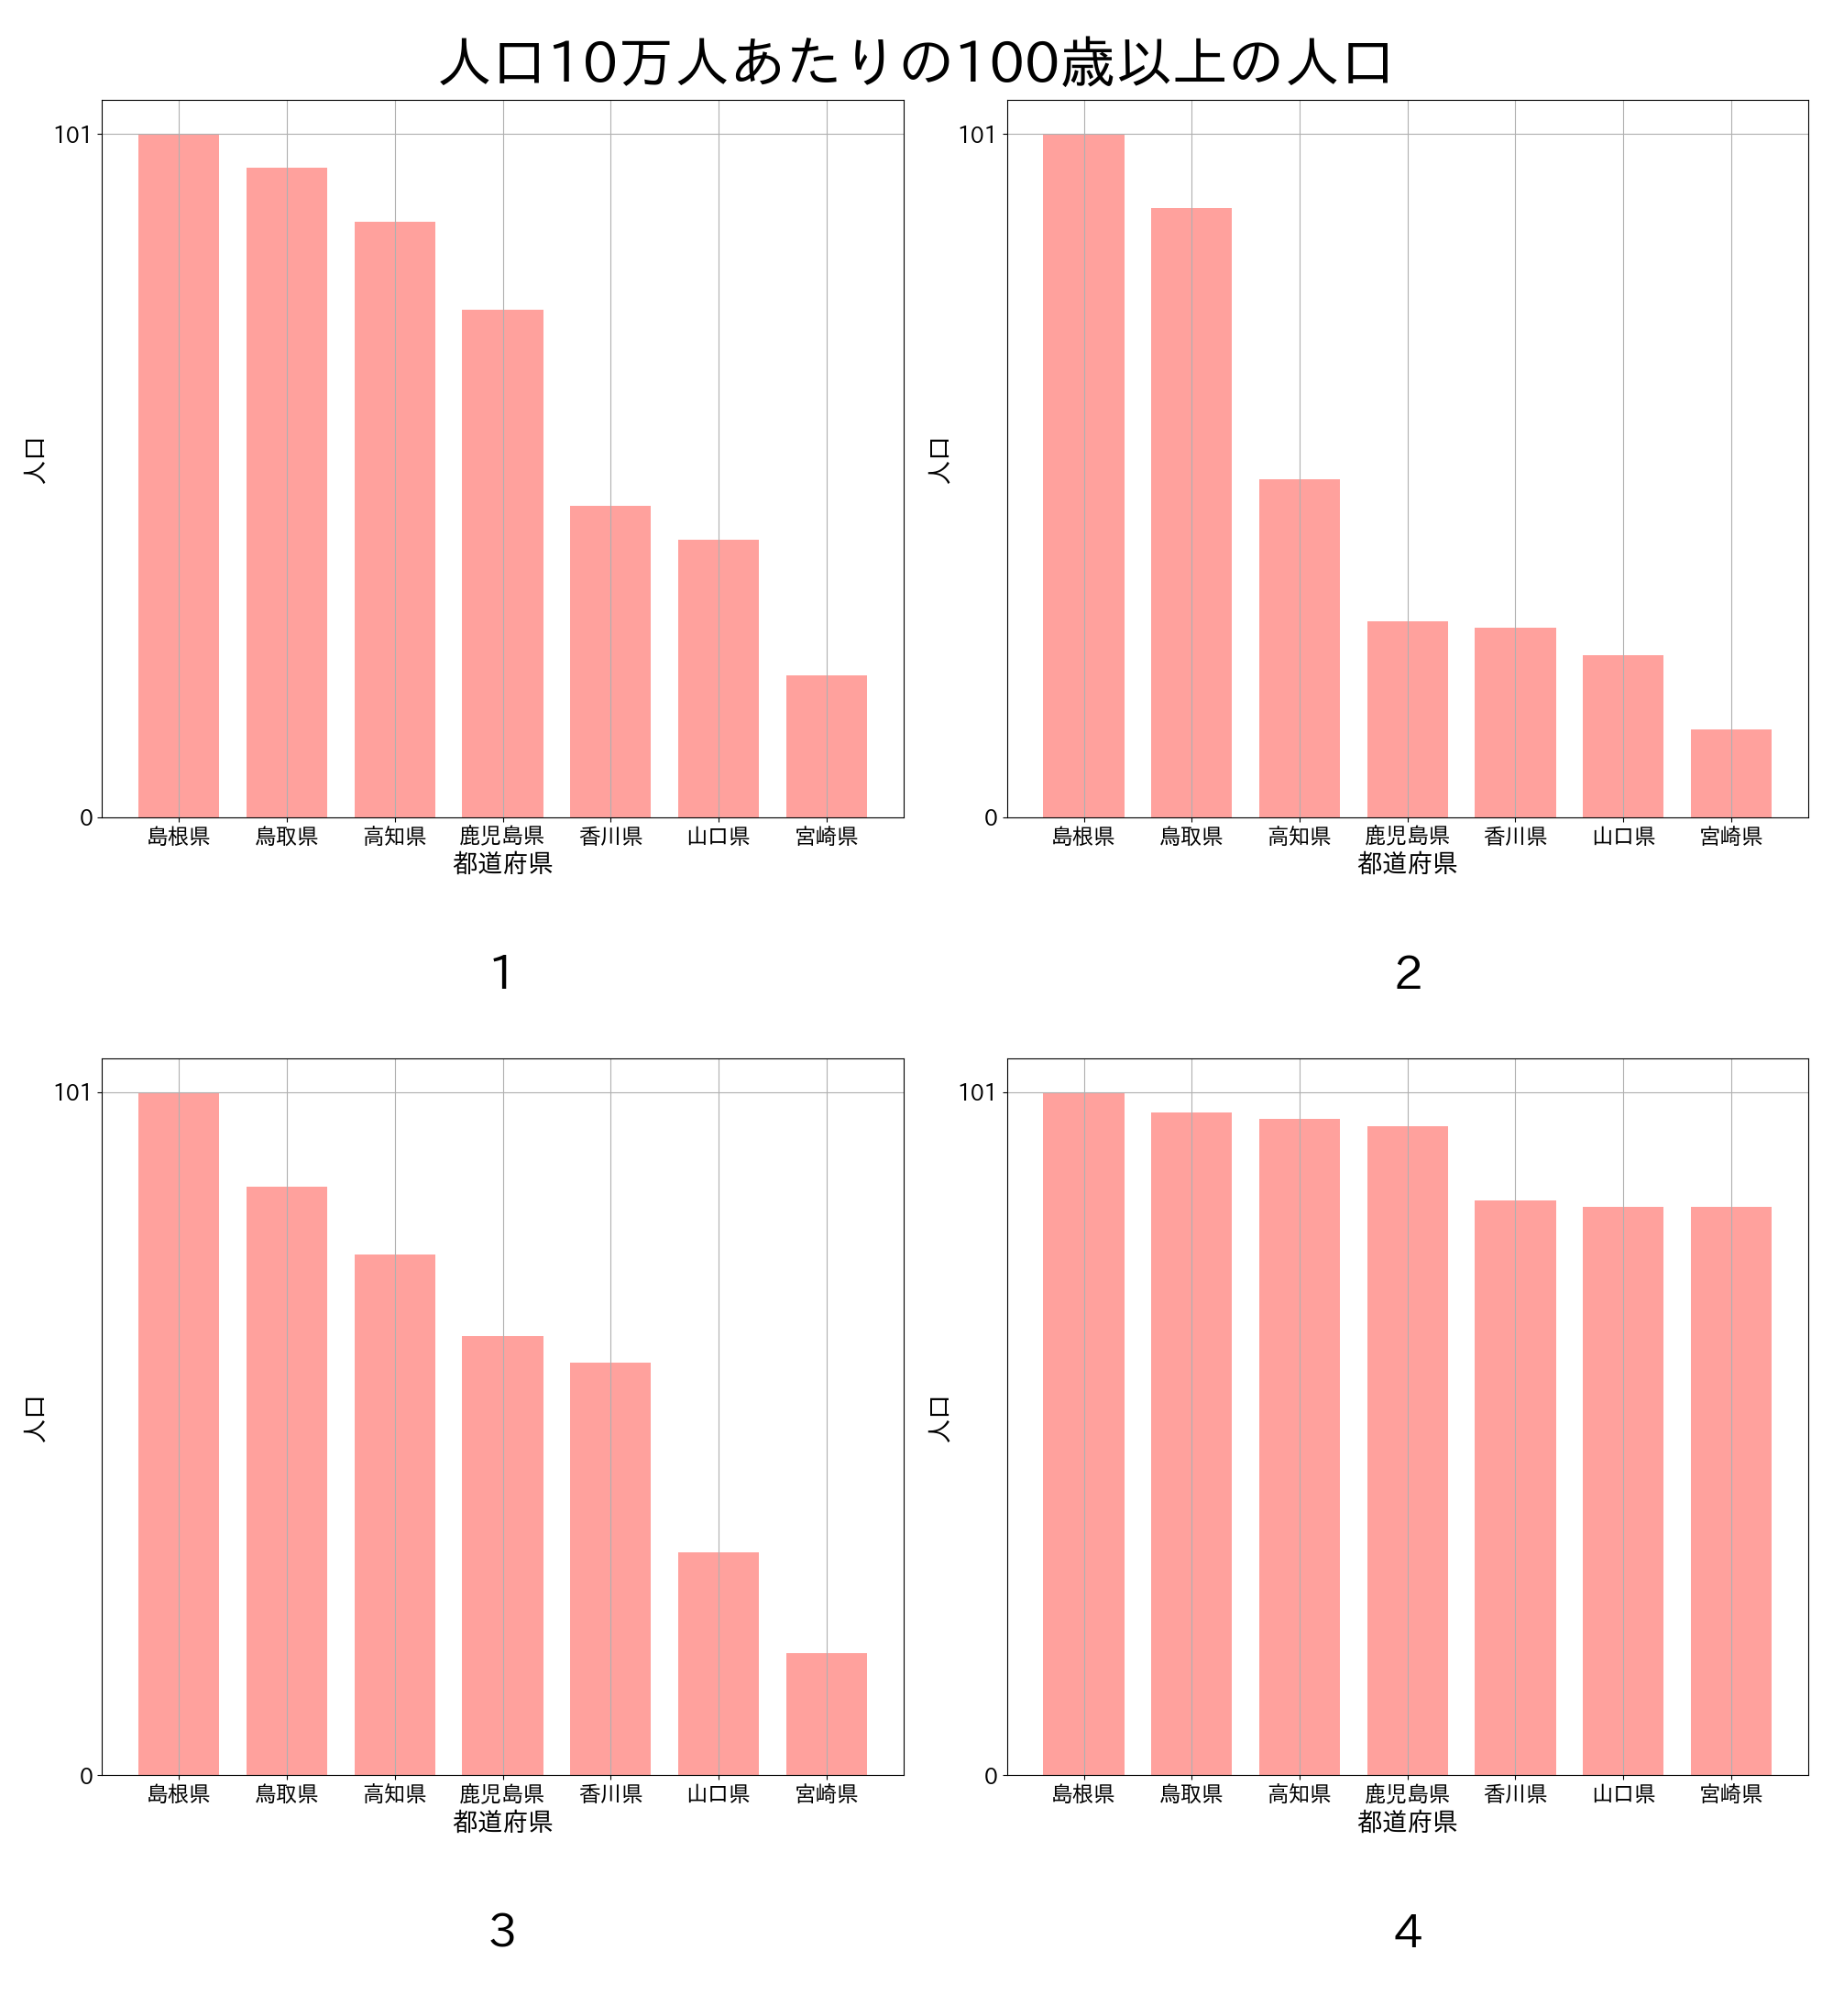 人口10万人あたりの100歳以上の人口
101
0
人口
島根県 鳥取県 高知県 鹿児島県 香川県 山口県 宮崎県
都道府県
1
101
0
人口
島根県 鳥取県 高知県 鹿児島県 香川県 山口県 宮崎県
都道府県
2
101
0
人口
島根県 鳥取県 高知県 鹿児島県 香川県 山口県 宮崎県
都道府県
3
101
0
人口
島根県 鳥取県 高知県 鹿児島県 香川県 山口県 宮崎県
都道府県
4